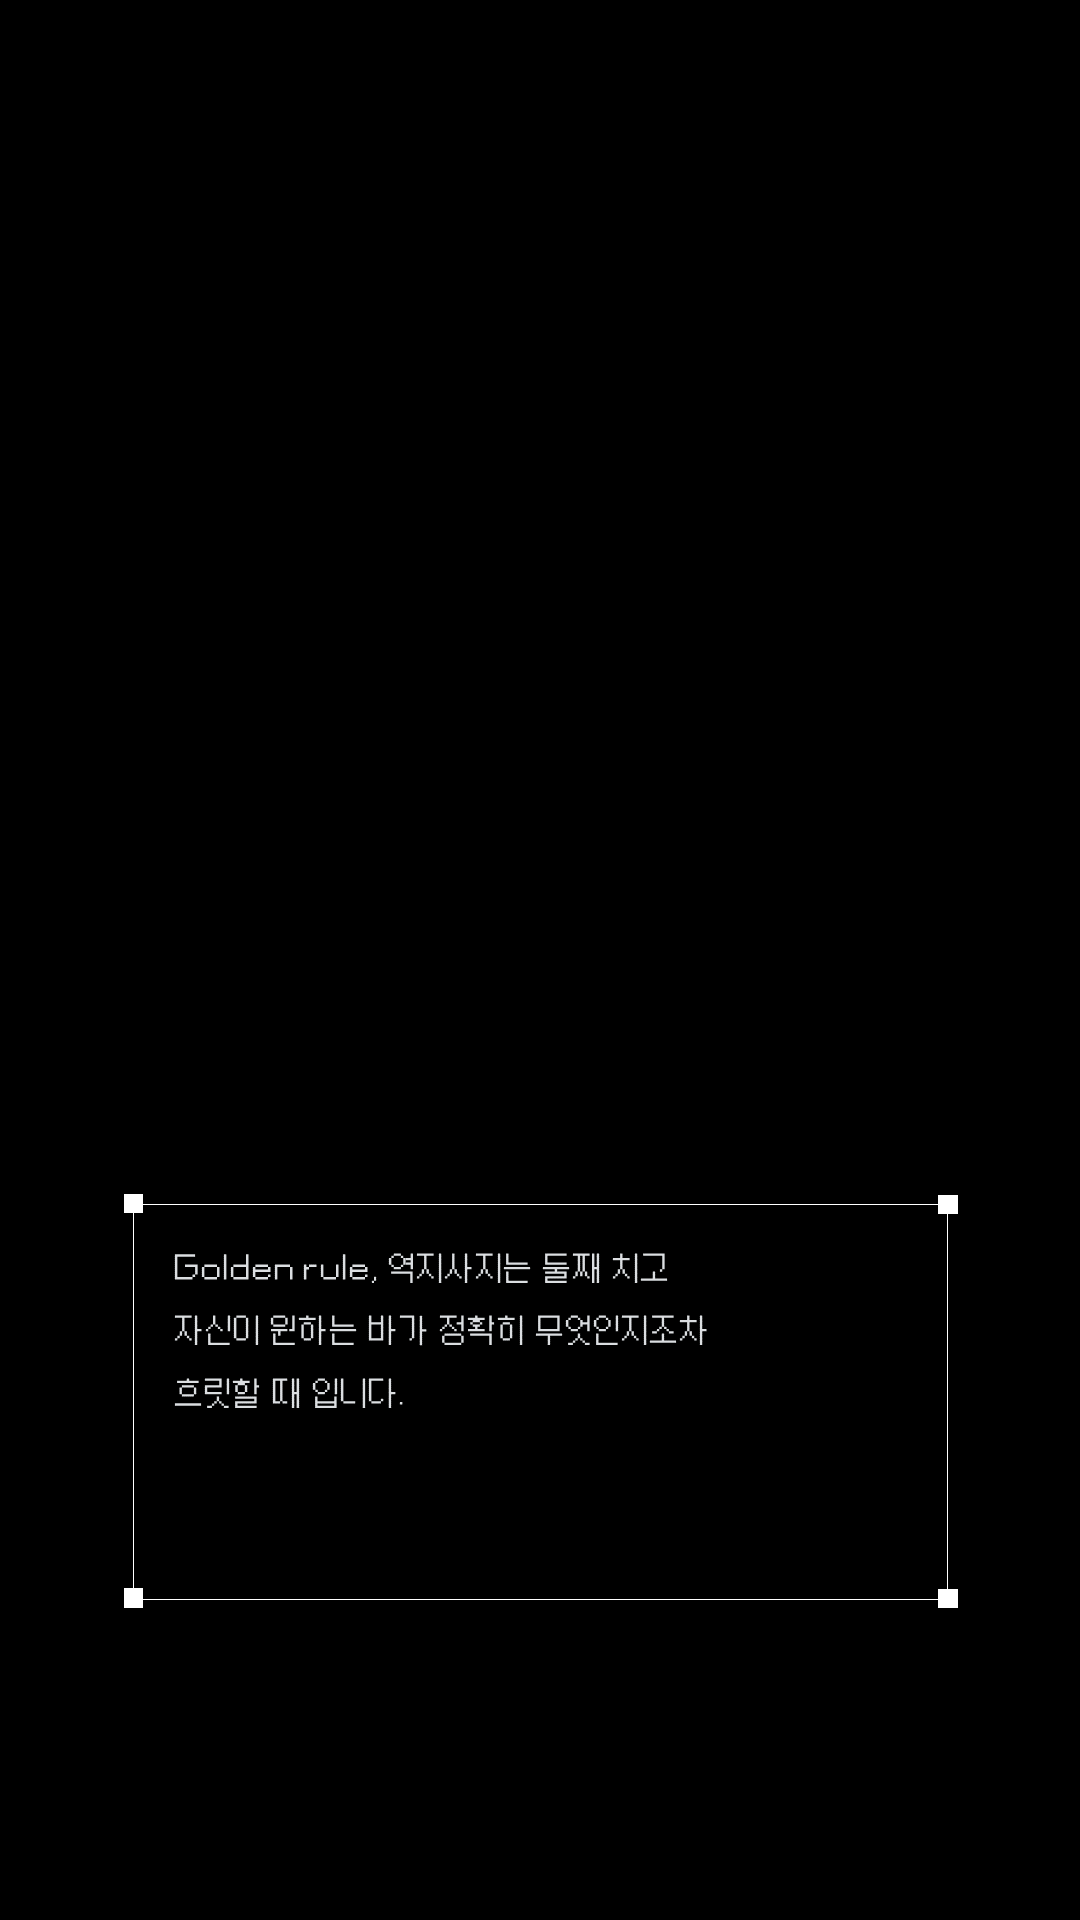 Golden rule, 역지사지는 둘째 치고
자신이 원하는 바가 정확히 무엇인지조차
흐릿할 때 입니다.